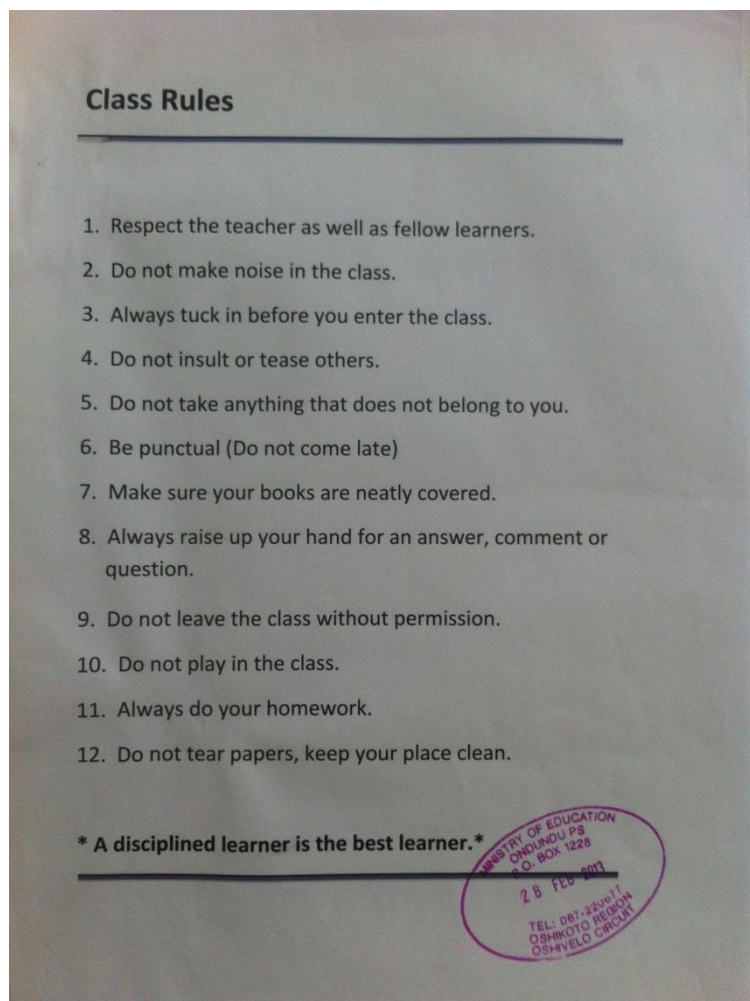 Class Rules
1. Respect the teacher as well as fellow learners.
2. Do not make noise in the class.
3. Always tuck in before you enter the class.
4. Do not insult or tease others.
5. Do not take anything that does not belong to you.
6. Be punctual (Do not come late)
7. Make sure your books are neatly covered.
8. Always raise up your hand for an answer, comment or
question.
9. Do not leave the class without permission.
10. Do not play in the class.
11. Always do your homework.
12. Do not tear papers, keep your place clean.
* A disciplined learner is the best learner.*
MINISTRY OF EDUCATION
ONDUNDU PS
P.O. BOX 1228
28 FEB 2013
TEL: 067-220677
OSHIKOTO REGION
OSHIVELO CIRCUIT